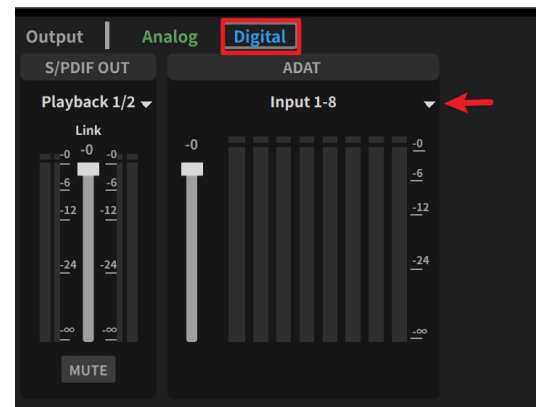 Output Analog Digital
S/PDIF OUT ADAT
Playback 1/2 Input 1-8
Link
-0 -0 -0 -0 -0
-6 -6 -6
-12 -12 -12
-24 -24 -24
-∞ -∞ -∞
MUTE